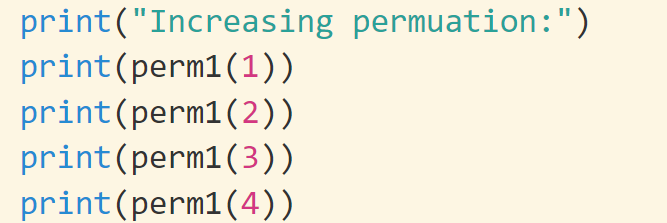 print("Increasing permuation:")
print(perm1(1))
print(perm1(2))
print(perm1(3))
print(perm1(4))